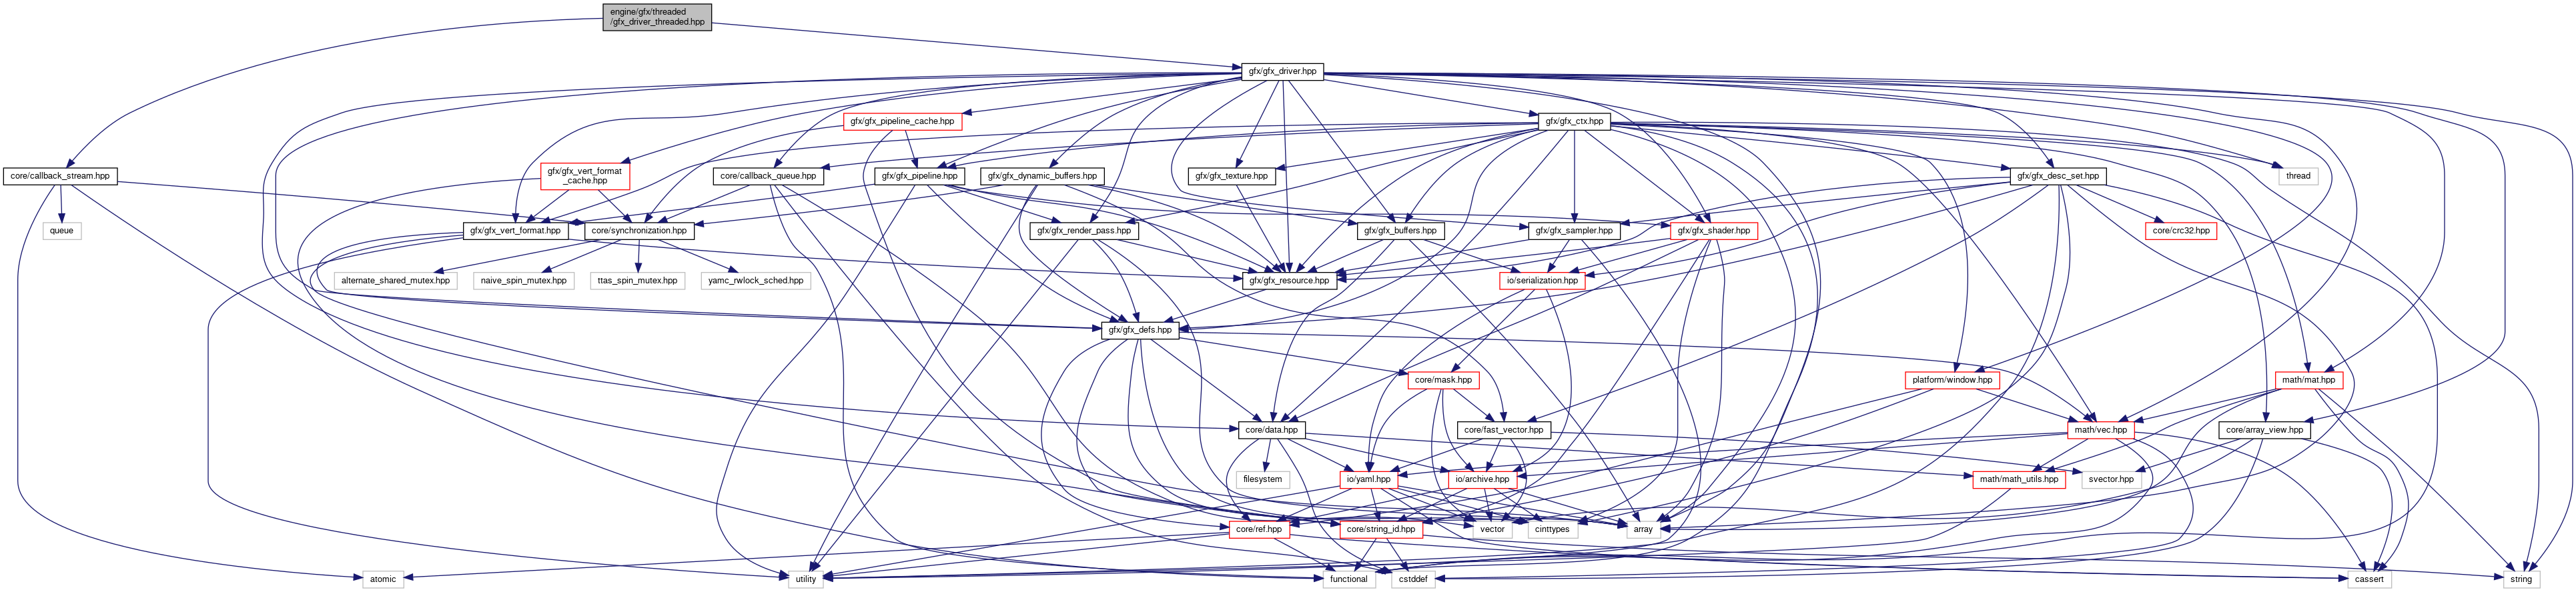 engine/gfx/threaded
/gfx_driver_threaded.hpp
gfx/gfx_driver.hpp
gfx/gfx_pipeline_cache.hpp
gfx/gfx_ctx.hpp
core/callback_stream.hpp
gfx/gfx_vert_format
_cache.hpp
core/callback_queue.hpp
gfx/gfx_pipeline.hpp
gfx/gfx_dynamic_buffers.hpp
gfx/gfx_texture.hpp
gfx/gfx_desc_set.hpp
thread
queue
gfx/gfx_vert_format.hpp
core/synchronization.hpp
gfx/gfx_render_pass.hpp
gfx/gfx_buffers.hpp
gfx/gfx_sampler.hpp
gfx/gfx_shader.hpp
core/crc32.hpp
alternate_shared_mutex.hpp
naive_spin_mutex.hpp
ttas_spin_mutex.hpp
yamc_rwlock_sched.hpp
gfx/gfx_resource.hpp
io/serialization.hpp
gfx/gfx_defs.hpp
core/mask.hpp
platform/window.hpp
math/mat.hpp
core/data.hpp
core/fast_vector.hpp
math/vec.hpp
core/array_view.hpp
filesystem
io/yaml.hpp
io/archive.hpp
math/math_utils.hpp
svector.hpp
core/ref.hpp
core/string_id.hpp
vector
cinttypes
array
atomic
utility
functional
cstddef
cassert
string